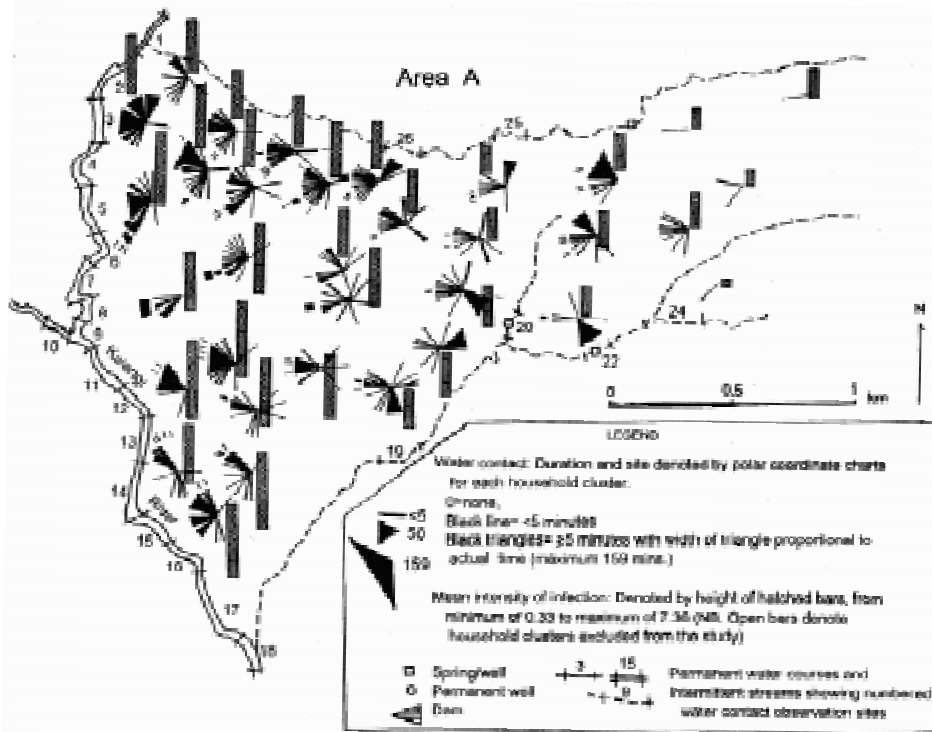 Area A
1
2
3
4
5
6
7
8
9
10
11
12
13
14
15
16
17
18
19
20
22
24
25
26
River
N
0 0.5 1
km
LEGEND
Water contact: Duration and site denoted by polar coordinate charts
for each household cluster.
0=none,
<5 Black line= <5 minutes
50 Black triangles= ≥5 minutes with width of triangle proportional to
actual time (maximum 159 mins.)
159
Mean intensity of infection: Denoted by height of hatched bars, from
minimum of 0.33 to maximum of 7.36 (NB. Open bars denote
household clusters excluded from the study)
Spring/well 3 15 Permanent water courses and
Permanent well 9 Intermittent streams showing numbered
Dam water contact observation sites